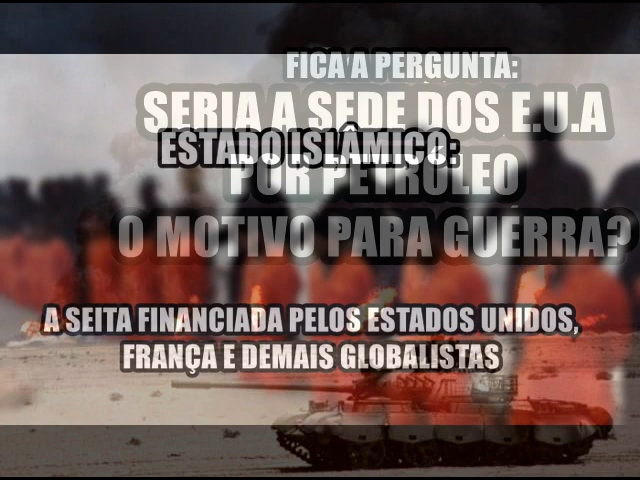 FICA A PERGUNTA:
SERIA A SEDE DOS E.U.A
ESTADO ISLÂMICO:
POR PETRÓLEO
O MOTIVO PARA GUERRA?
A SEITA FINANCIADA PELOS ESTADOS UNIDOS,
FRANÇA E DEMAIS GLOBALISTAS